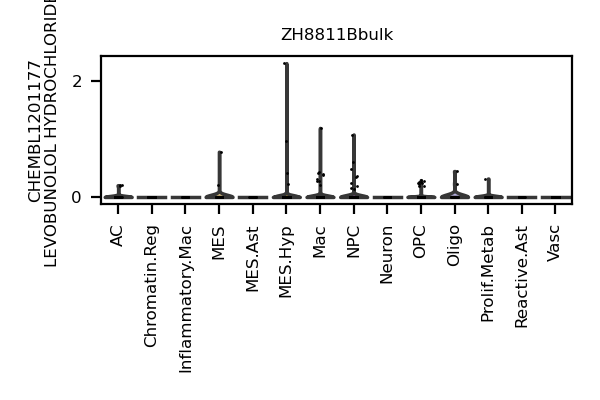 ZH8811Bbulk
CHEMBL1201177
LEVOBUNOLOL HYDROCHLORIDE
2
0
AC
Chromatin.Reg
Inflammatory.Mac
MES
MES.Ast
MES.Hyp
Mac
NPC
Neuron
OPC
Oligo
Prolif.Metab
Reactive.Ast
Vasc